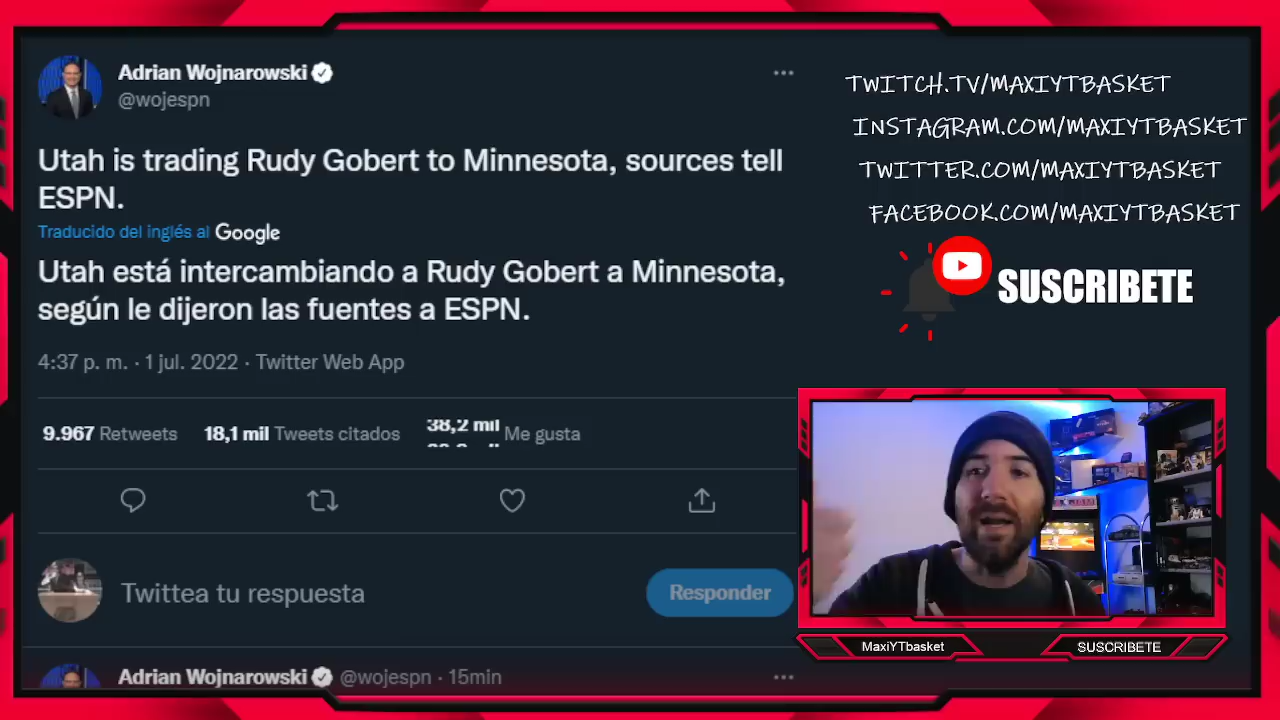 Adrian Wojnarowski
@wojespn
Utah is trading Rudy Gobert to Minnesota, sources tell
ESPN.
Traducido del inglés al Google
Utah está intercambiando a Rudy Gobert a Minnesota,
según le dijeron las fuentes a ESPN.
4:37 p. m. · 1 jul. 2022 · Twitter Web App
9.967 Retweets 18,1 mil Tweets citados 38,2 mil Me gusta
Twittea tu respuesta
Responder
Adrian Wojnarowski @wojespn · 15min
TWITCH.TV/MAXIYTBASKET
INSTAGRAM.COM/MAXIYTBASKET
TWITTER.COM/MAXIYTBASKET
FACEBOOK.COM/MAXIYTBASKET
SUSCRIBETE
MaxiYTbasket
SUSCRIBETE